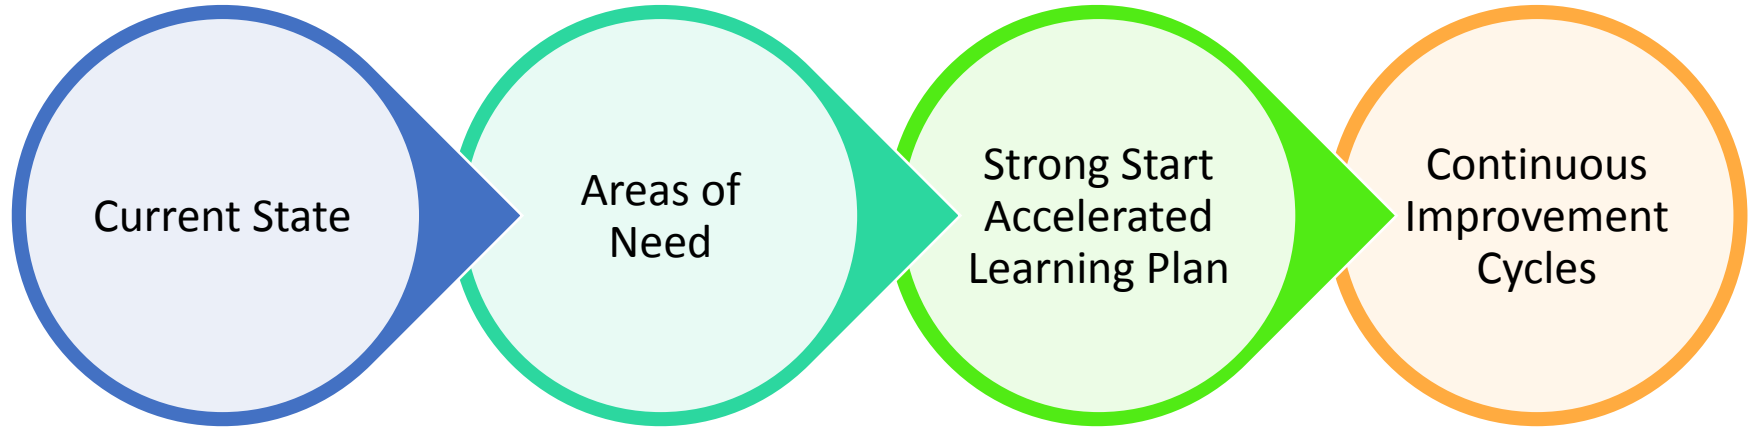 Current State
Areas of
Need
Strong Start
Accelerated
Learning Plan
Continuous
Improvement
Cycles